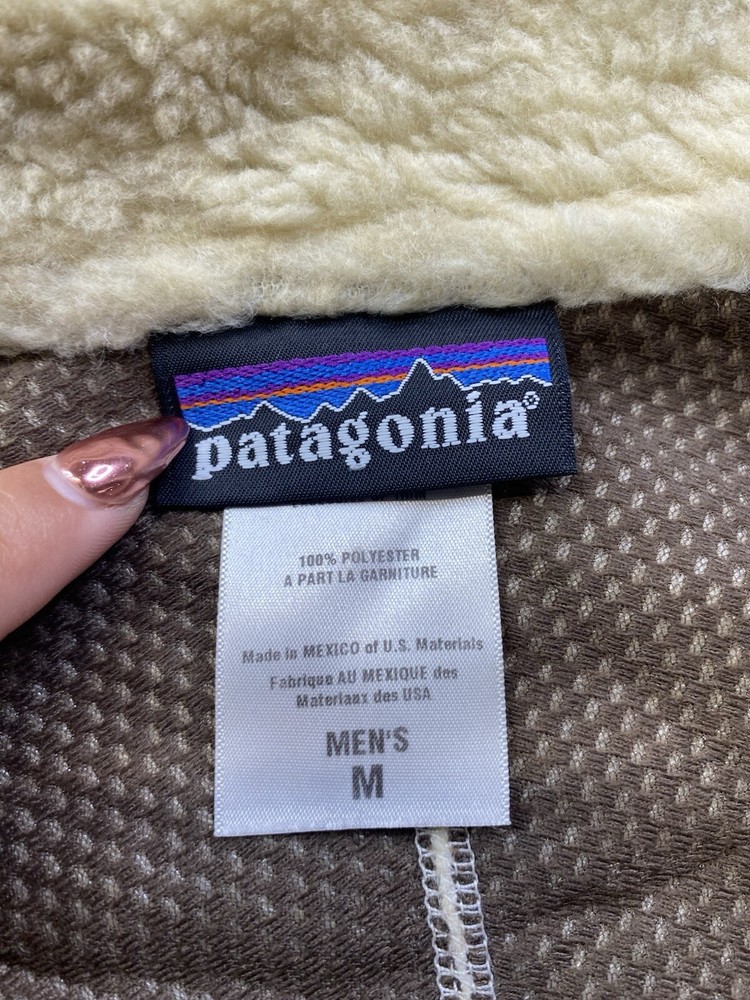 patagonia®
100% POLYESTER
A PART LA GARNITURE
Made in MEXICO of U.S. Materials
Fabrique AU MEXIQUE des
Materiaux des USA
MEN'S
M